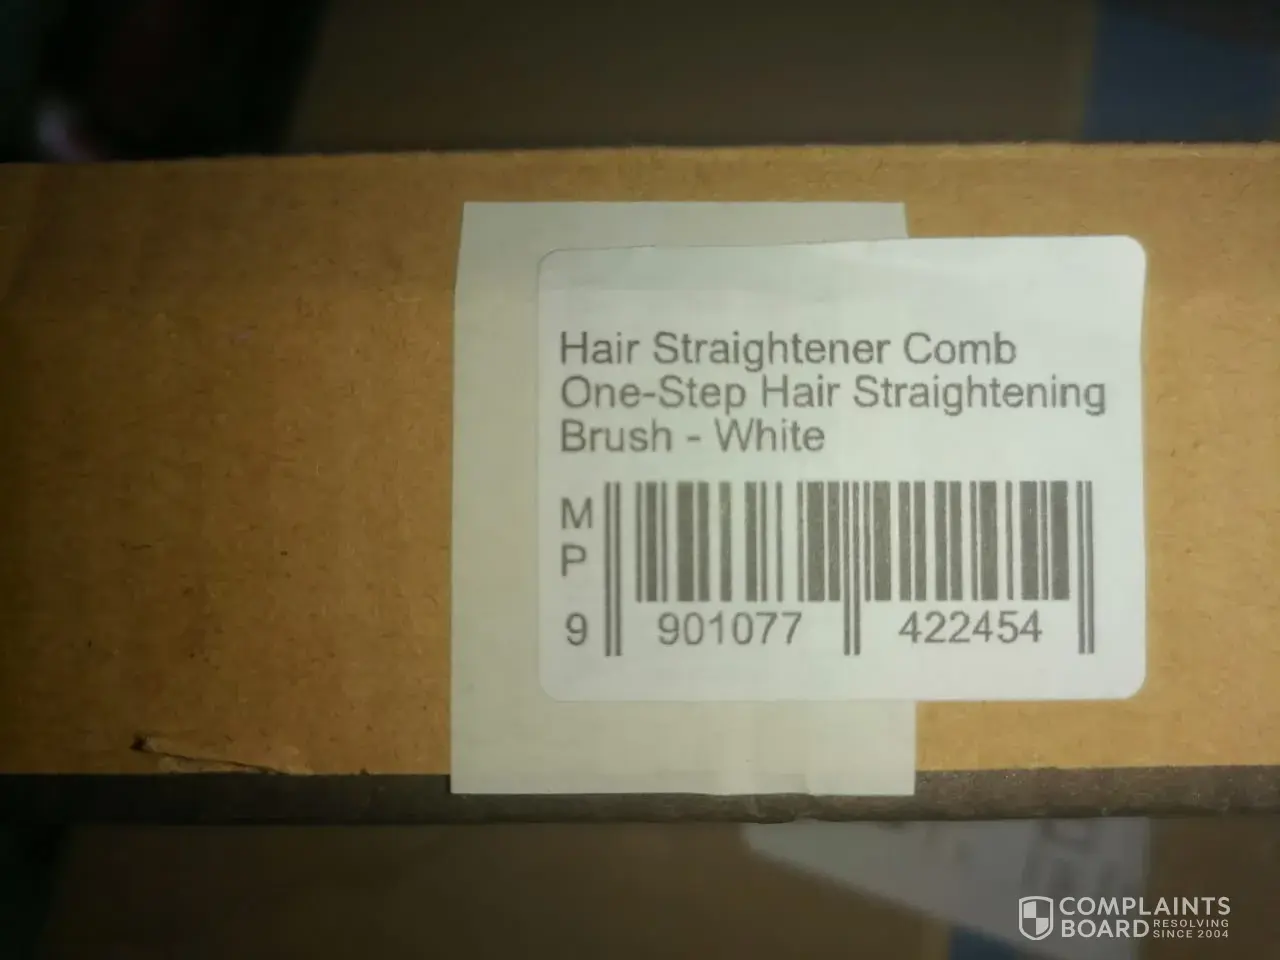 Hair Straightener Comb
One-Step Hair Straightening
Brush - White
M
P
9 901077 422454
COMPLAINTS
BOARD RESOLVING
SINCE 2004